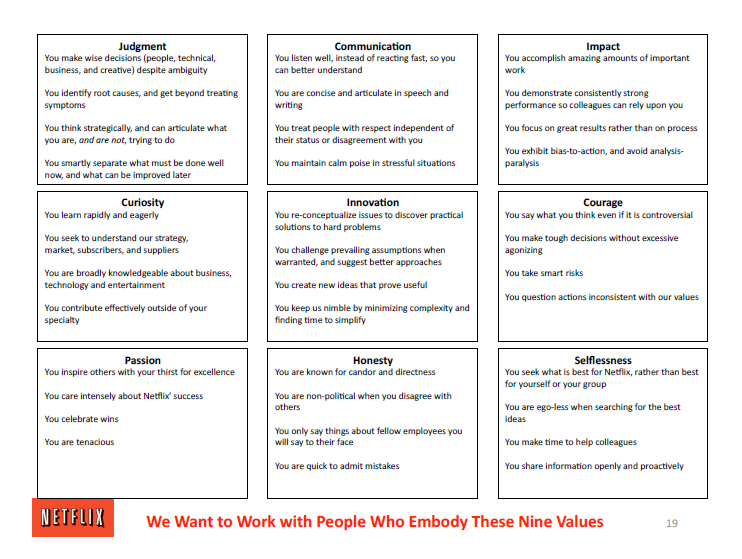 Judgment
You make wise decisions (people, technical,
business, and creative) despite ambiguity
You identify root causes, and get beyond treating
symptoms
You think strategically, and can articulate what
you are, and are not, trying to do
You smartly separate what must be done well
now, and what can be improved later
Communication
You listen well, instead of reacting fast, so you
can better understand
You are concise and articulate in speech and
writing
You treat people with respect independent of
their status or disagreement with you
You maintain calm poise in stressful situations
Impact
You accomplish amazing amounts of important
work
You demonstrate consistently strong
performance so colleagues can rely upon you
You focus on great results rather than on process
You exhibit bias-to-action, and avoid analysis-
paralysis
Curiosity
You learn rapidly and eagerly
You seek to understand our strategy,
market, subscribers, and suppliers
You are broadly knowledgeable about business,
technology and entertainment
You contribute effectively outside of your
specialty
Innovation
You re-conceptualize issues to discover practical
solutions to hard problems
You challenge prevailing assumptions when
warranted, and suggest better approaches
You create new ideas that prove useful
You keep us nimble by minimizing complexity and
finding time to simplify
Courage
You say what you think even if it is controversial
You make tough decisions without excessive
agonizing
You take smart risks
You question actions inconsistent with our values
Passion
You inspire others with your thirst for excellence
You care intensely about Netflix' success
You celebrate wins
You are tenacious
Honesty
You are known for candor and directness
You are non-political when you disagree with
others
You only say things about fellow employees you
will say to their face
You are quick to admit mistakes
Selflessness
You seek what is best for Netflix, rather than best
for yourself or your group
You are ego-less when searching for the best
ideas
You make time to help colleagues
You share information openly and proactively
NETFLIX
We Want to Work with People Who Embody These Nine Values
19